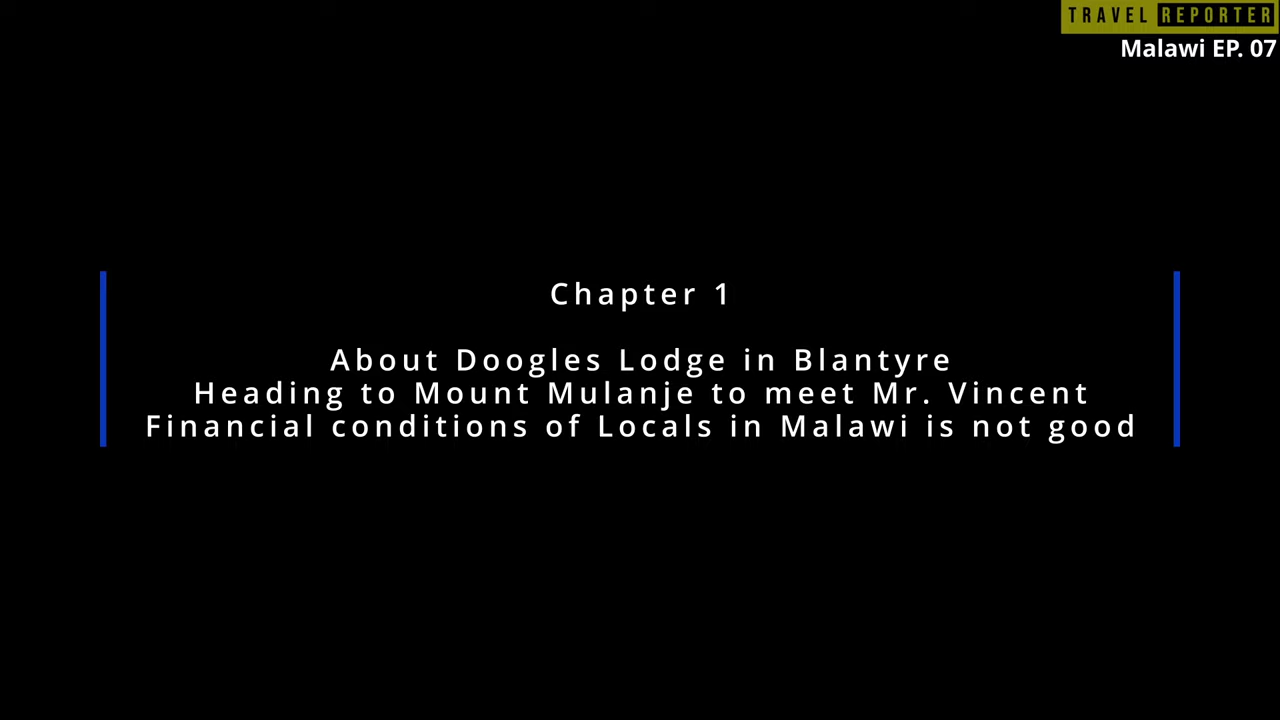 TRAVEL REPORTER
Malawi EP. 07
Chapter 1
About Doogles Lodge in Blantyre
Heading to Mount Mulanje to meet Mr. Vincent
Financial conditions of Locals in Malawi is not good